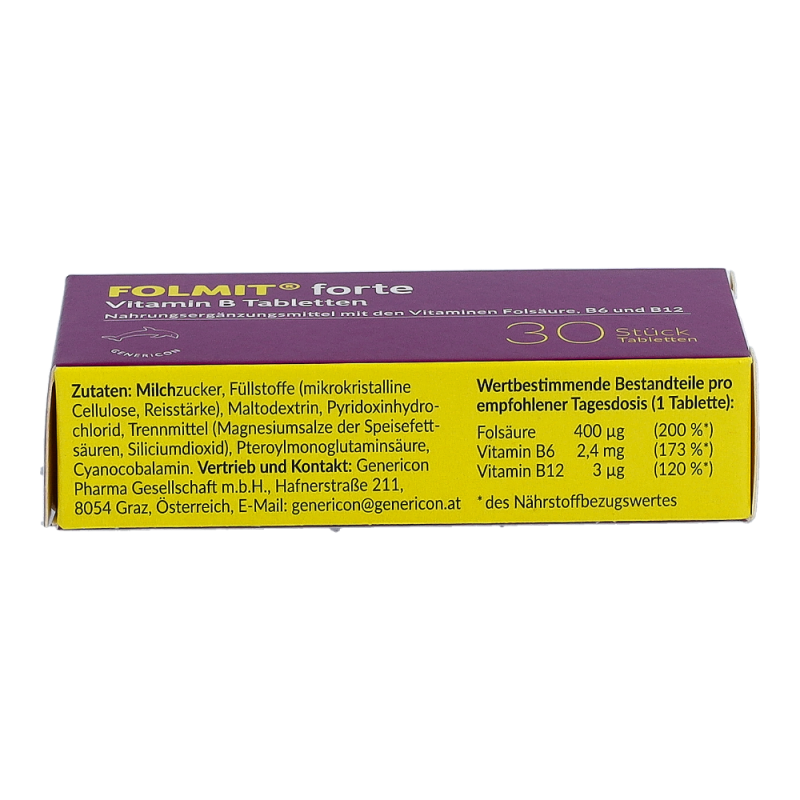 FOLMIT® forte
Vitamin B Tabletten
Nahrungsergänzungsmittel mit den Vitaminen Folsäure, B6 und B12
GENERICON
30 Stück
Tabletten
Zutaten: Milchzucker, Füllstoffe (mikrokristalline
Cellulose, Reisstärke), Maltodextrin, Pyridoxinhydro-
chlorid, Trennmittel (Magnesiumsalze der Speisefett-
säuren, Siliciumdioxid), Pteroylmonoglutaminsäure,
Cyanocobalamin. Vertrieb und Kontakt: Genericon
Pharma Gesellschaft m.b.H., Hafnerstraße 211,
8054 Graz, Österreich, E-Mail: genericon@genericon.at
Wertbestimmende Bestandteile pro
empfohlener Tagesdosis (1 Tablette):
Folsäure 400 µg (200 %*)
Vitamin B6 2,4 mg (173 %*)
Vitamin B12 3 µg (120 %*)
*des Nährstoffbezugswertes